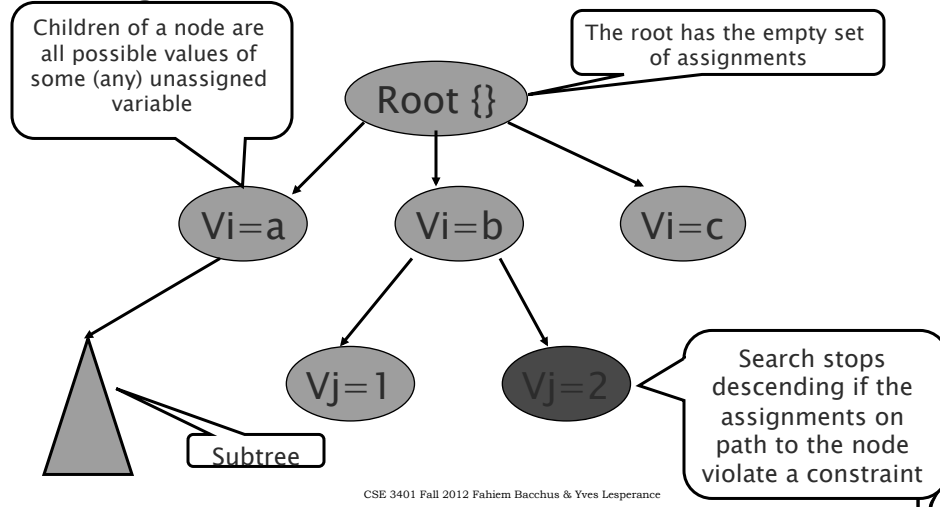 Children of a node are
all possible values of
some (any) unassigned
variable
The root has the empty set
of assignments
Root {}
Vi=a
Vi=b
Vi=c
Vj=1
Vj=2
Subtree
Search stops
descending if the
assignments on
path to the node
violate a constraint
CSE 3401 Fall 2012 Fahiem Bacchus & Yves Lesperance